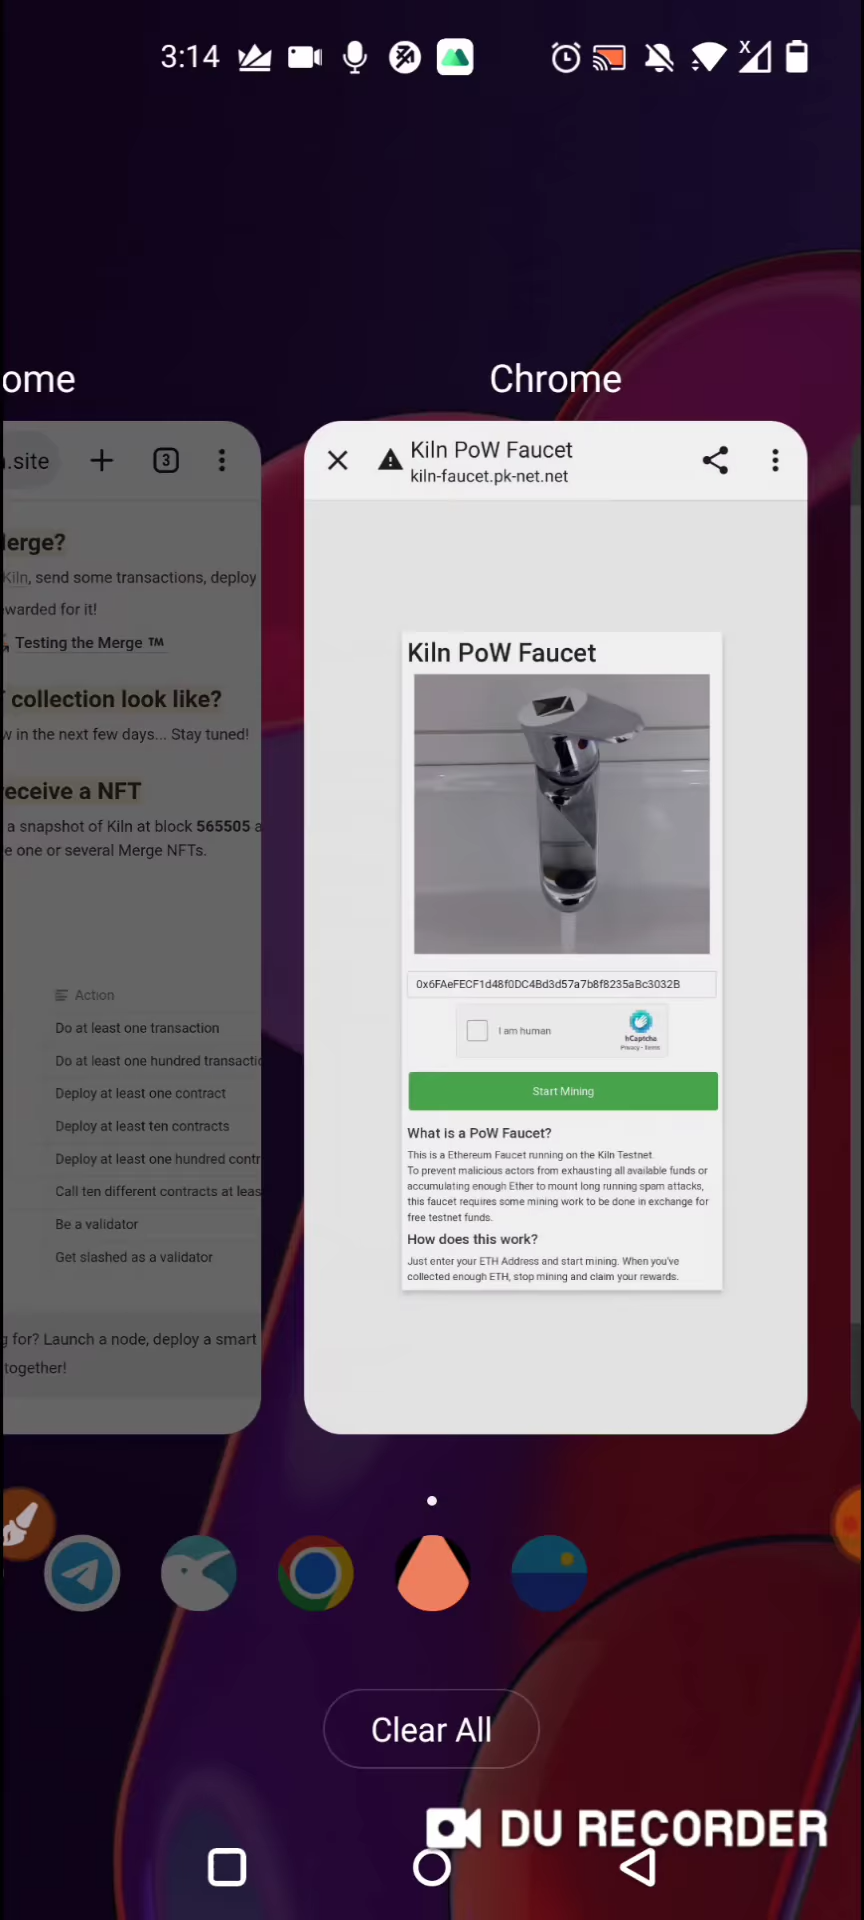 3:14
ome
Chrome
.site
3
Kiln PoW Faucet
kiln-faucet.pk-net.net
erge?
Kiln, send some transactions, deploy
ewarded for it!
Testing the Merge ™
collection look like?
w in the next few days... Stay tuned!
receive a NFT
a snapshot of Kiln at block 565505 a
e one or several Merge NFTs.
Action
Do at least one transaction
Do at least one hundred transactic
Deploy at least one contract
Deploy at least ten contracts
Deploy at least one hundred contr
Call ten different contracts at leas
Be a validator
Get slashed as a validator
g for? Launch a node, deploy a smart
together!
Kiln PoW Faucet
0x6FAeFECF1d48f0DC4Bd3d57a7b8f8235aBc3032B
I am human
hCaptcha
Privacy - Terms
Start Mining
What is a PoW Faucet?
This is a Ethereum Faucet running on the Kiln Testnet.
To prevent malicious actors from exhausting all available funds or
accumulating enough Ether to mount long running spam attacks,
this faucet requires some mining work to be done in exchange for
free testnet funds.
How does this work?
Just enter your ETH Address and start mining. When you've
collected enough ETH, stop mining and claim your rewards.
Clear All
DU RECORDER